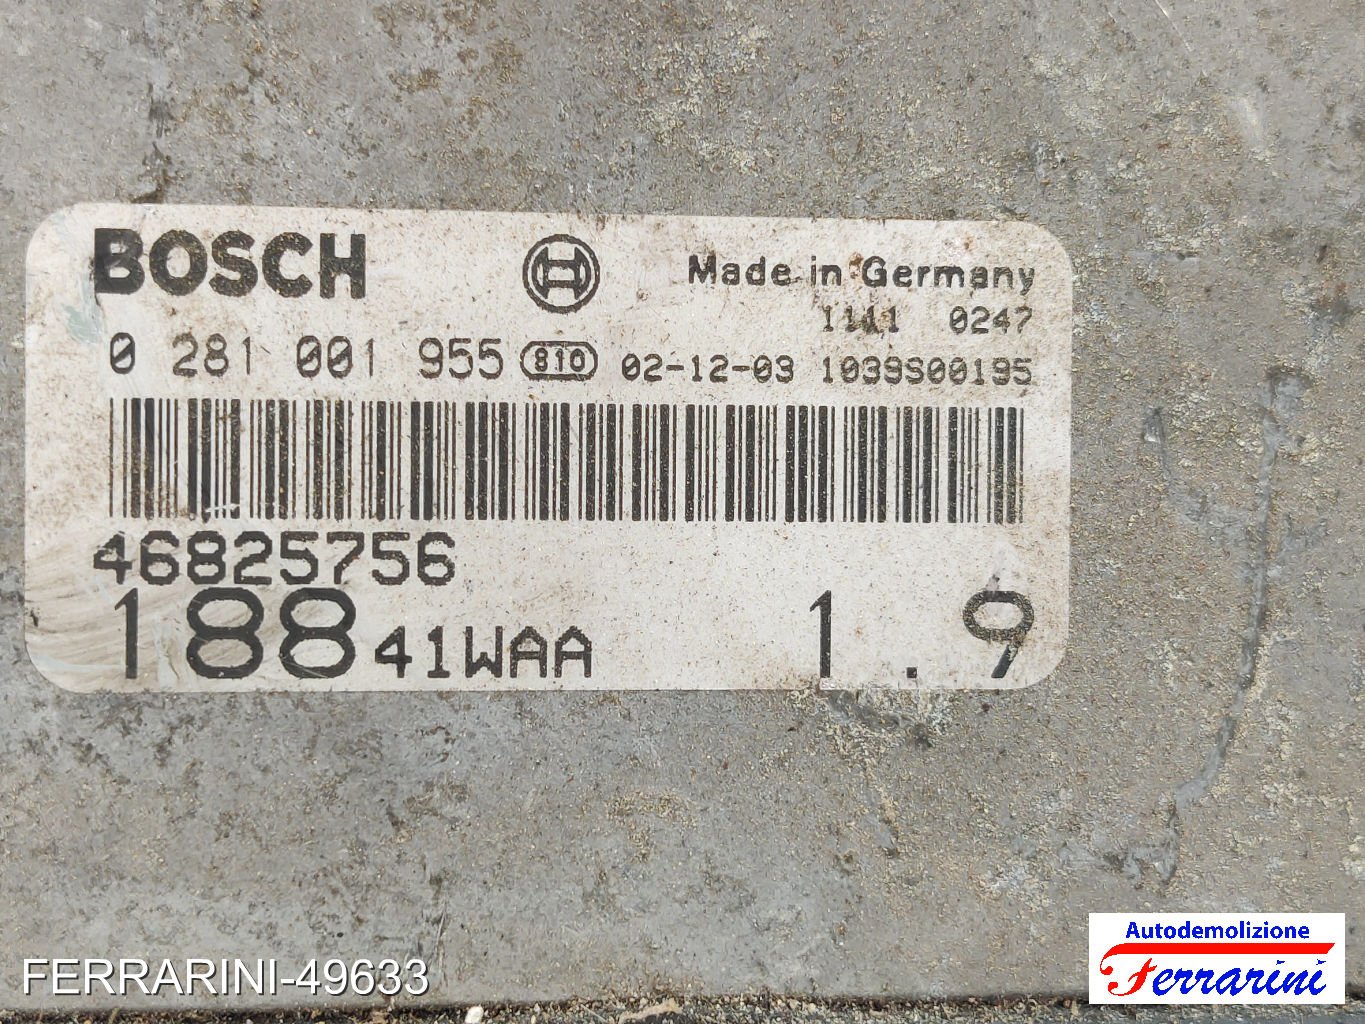 BOSCH
Made in Germany
1111 0247
0 281 001 955 810 02-12-03 1039S00195
46825756
188 41WAA 1.9
FERRARINI-49633
Autodemolizione
Ferrarini